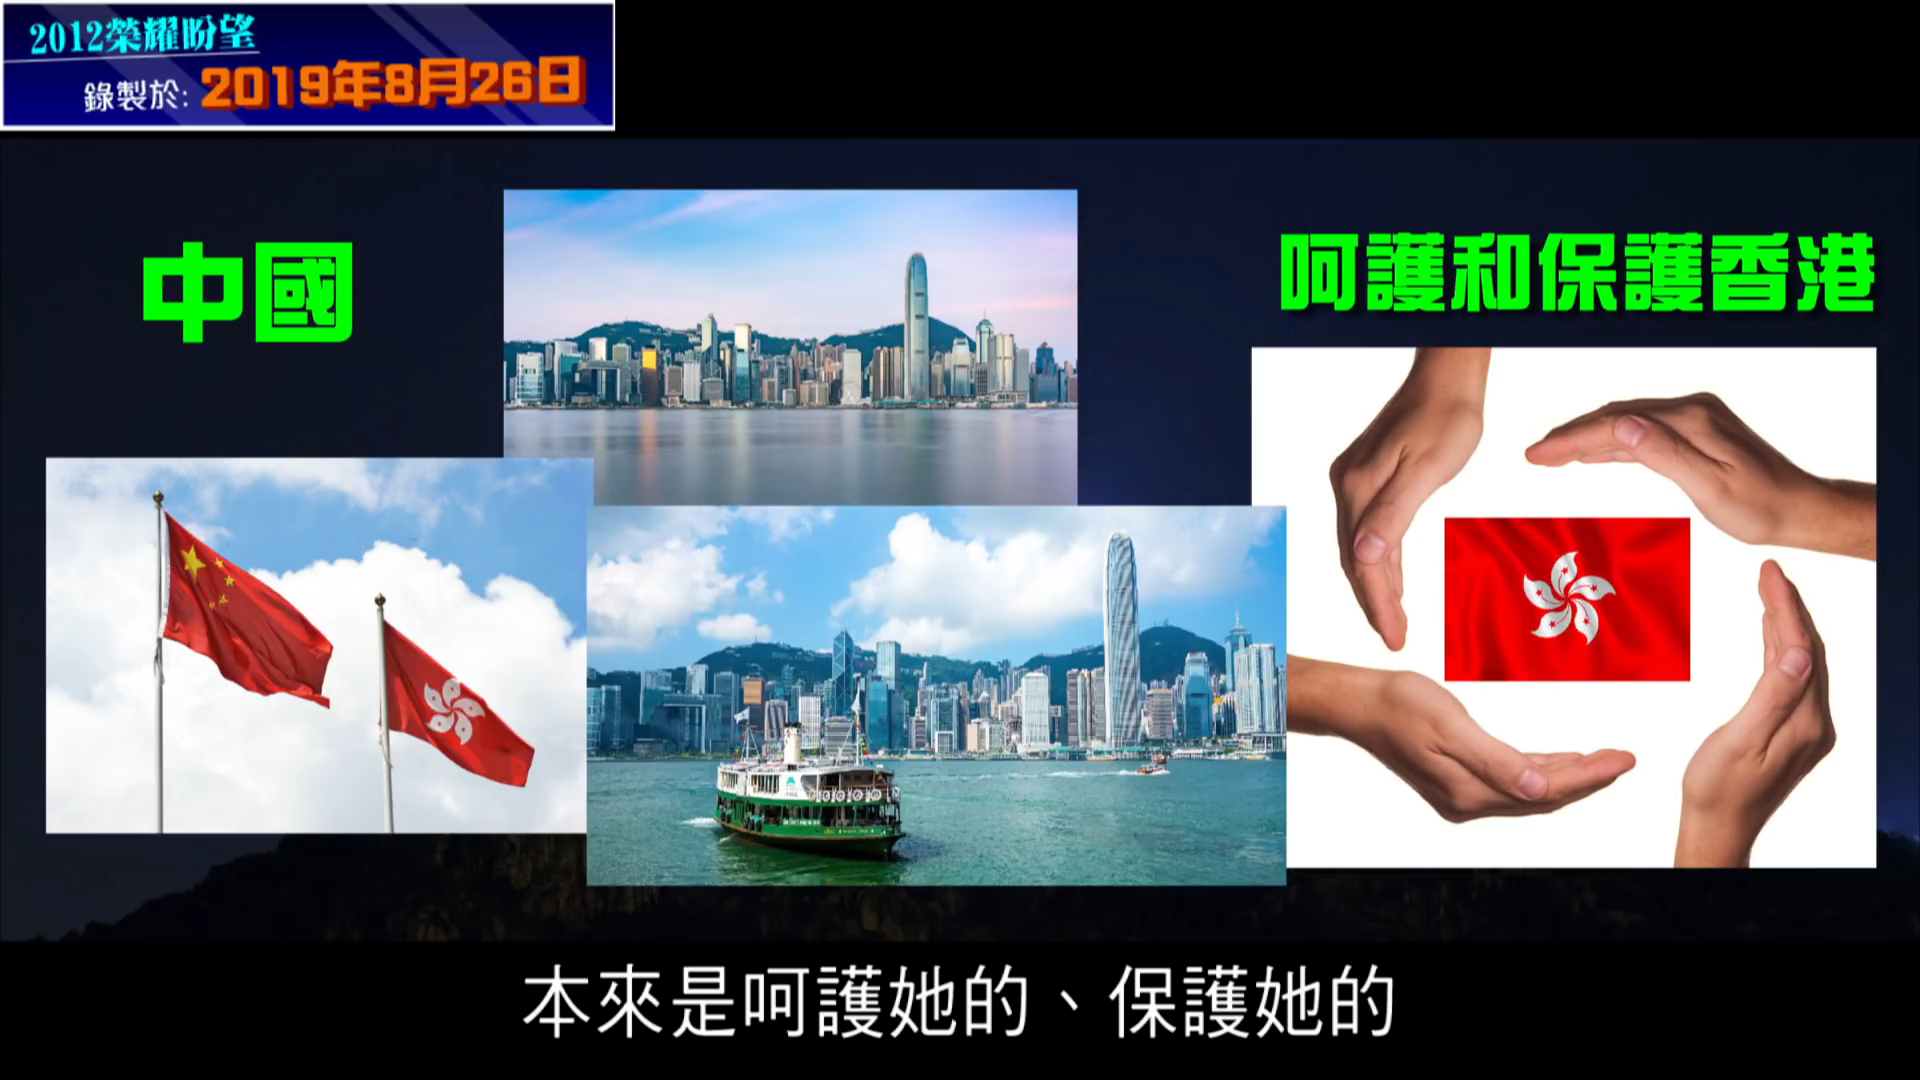 2012榮耀盼望
錄製於: 2019年8月26日
中國
呵護和保護香港
本來是呵護她的、保護她的